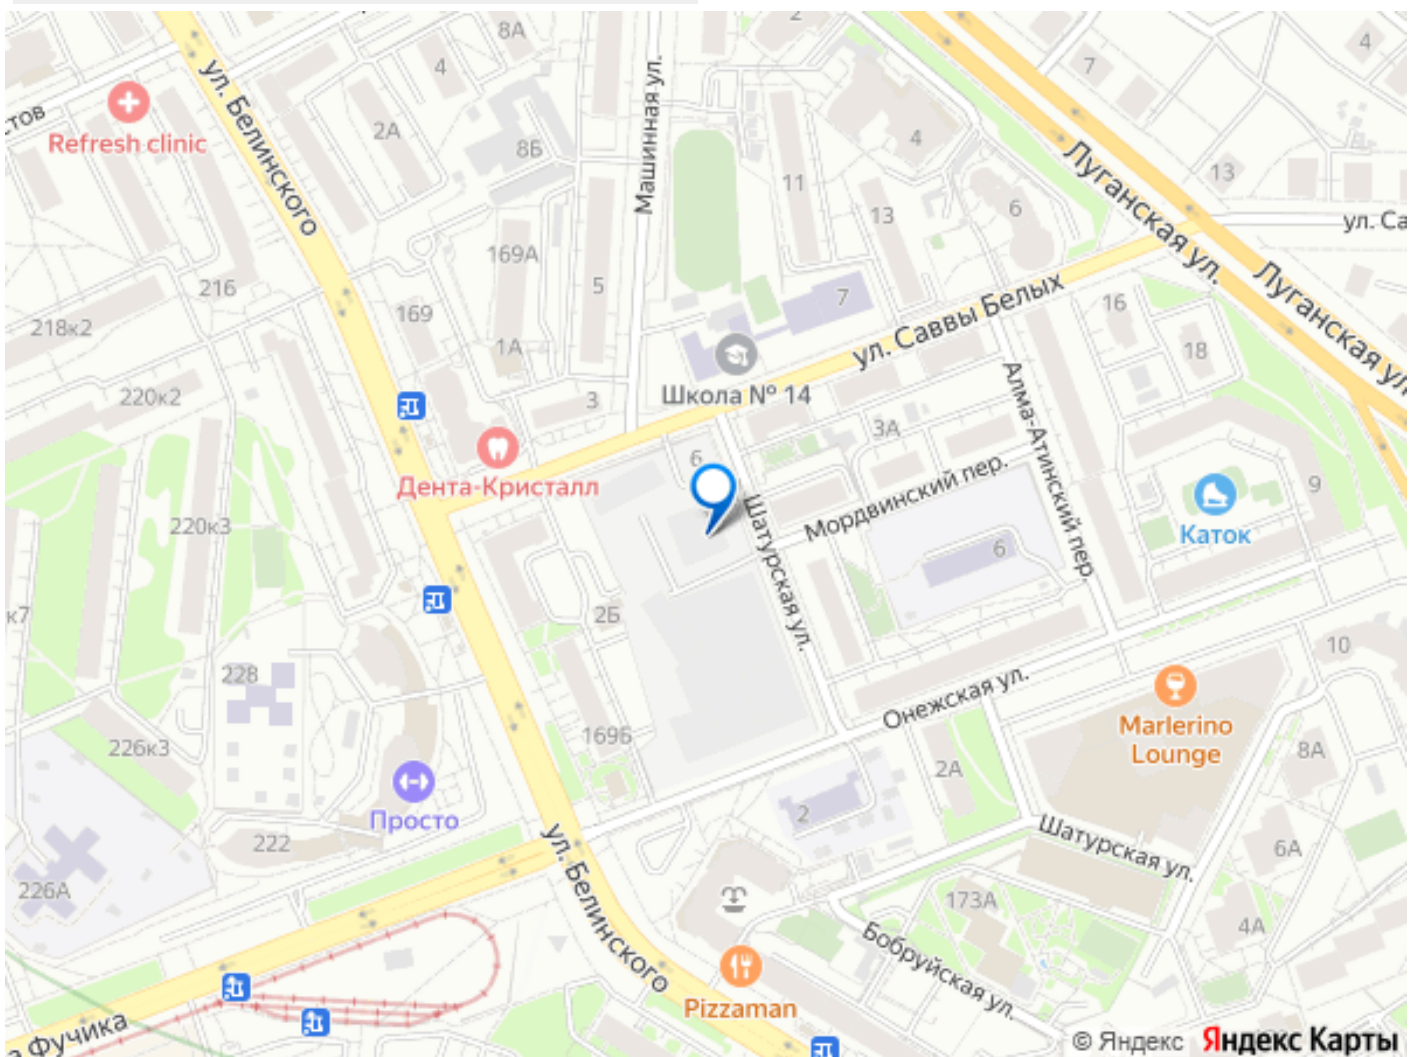 8А
2
4
4
7
тов
Refresh clinic
ул. Белинского
2А
8Б
Машинная ул.
4
Луганская ул.
11
13
13
6
ул. Са
169А
216
5
7
Луганская ул.
218к2
169
1А
ул. Саввы Белых
16
18
220к2
3
Школа № 14
3А
Алма-Атинский пер.
Дента-Кристалл
6
Мордвинский пер.
9
Каток
220к3
Шатурская ул.
6
к7
2Б
228
10
Онежская ул.
Marlerino
Lounge
226к3
169Б
2А
8А
Просто
2
222
ул. Белинского
Шатурская ул.
6А
226А
173А
4А
Бобруйская ул.
Pizzaman
а Фучика
© Яндекс Яндекс Карты